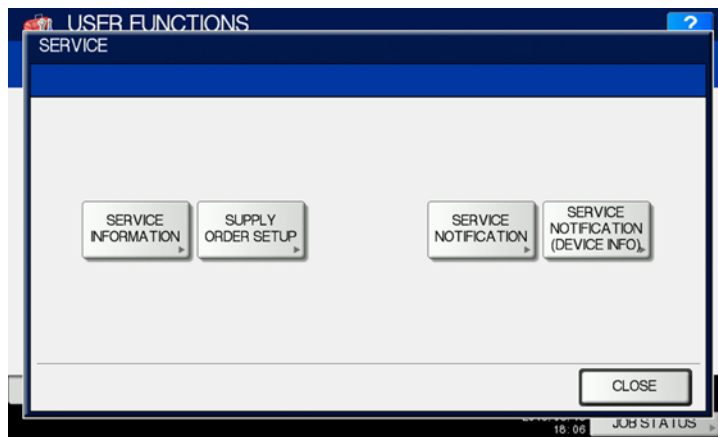 USER FUNCTIONS
?
SERVICE
SERVICE
INFORMATION
SUPPLY
ORDER SETUP
SERVICE
NOTIFICATION
SERVICE
NOTIFICATION
(DEVICE INFO)
CLOSE
18:06
JOB STATUS